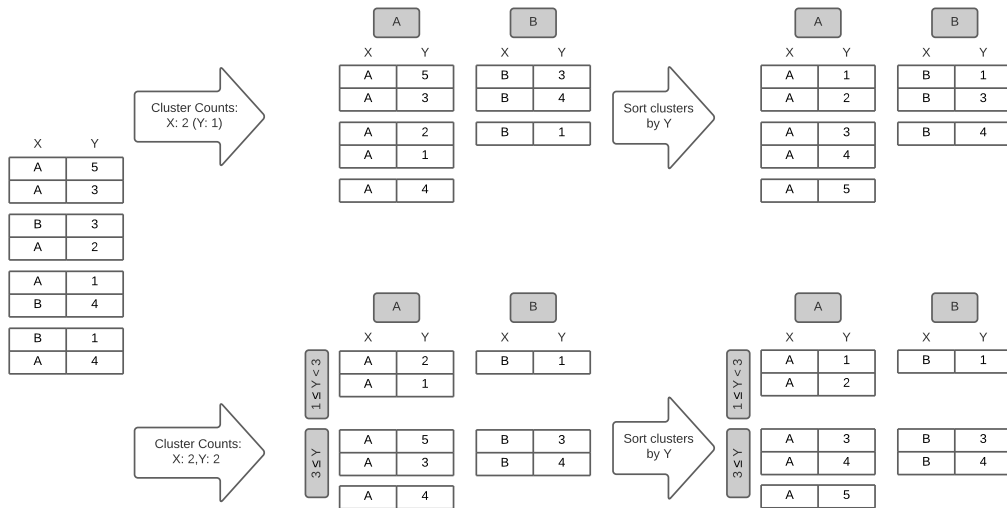 X Y
A 5
A 3
B 3
A 2
A 1
B 4
B 1
A 4
Cluster Counts:
X: 2 (Y: 1)
A
X Y
A 5
A 3
A 2
A 1
A 4
B
X Y
B 3
B 4
B 1
Sort clusters
by Y
A
X Y
A 1
A 2
A 3
A 4
A 5
B
X Y
B 1
B 3
B 4
Cluster Counts:
X: 2,Y: 2
A
B
X Y
X Y
1 ≤ Y < 3
A 2
A 1
B 1
3 ≤ Y
A 5
A 3
A 4
B 3
B 4
Sort clusters
by Y
A
B
X Y
X Y
1 ≤ Y < 3
A 1
A 2
B 1
3 ≤ Y
A 3
A 4
A 5
B 3
B 4